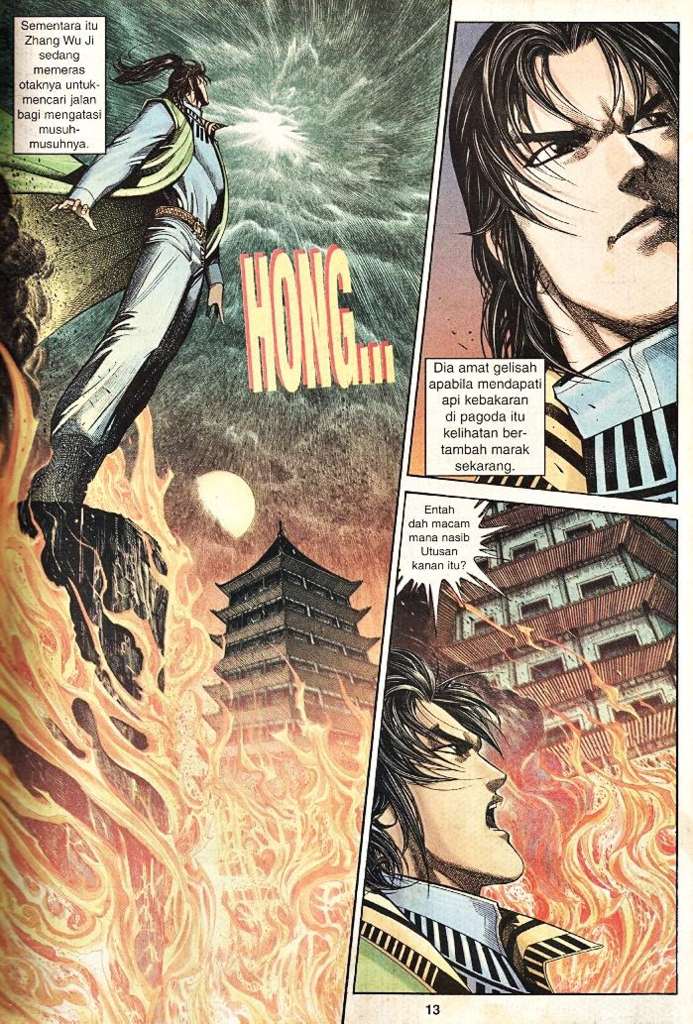 Sementara itu
Zhang Wu Ji
sedang
memeras
otaknya untuk-
mencari jalan
bagi mengatasi
musuh-
musuhnya.
HONG...
Dia amat gelisah
apabila mendapati
api kebakaran
di pagoda itu
kelihatan ber-
tambah marak
sekarang.
Entah
dah macam
mana nasib
Utusan
kanan itu?
13